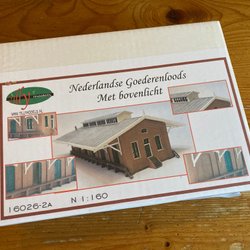 Nederlandse Goederenloods
Met bovenlicht
16026-2A
N 1:160